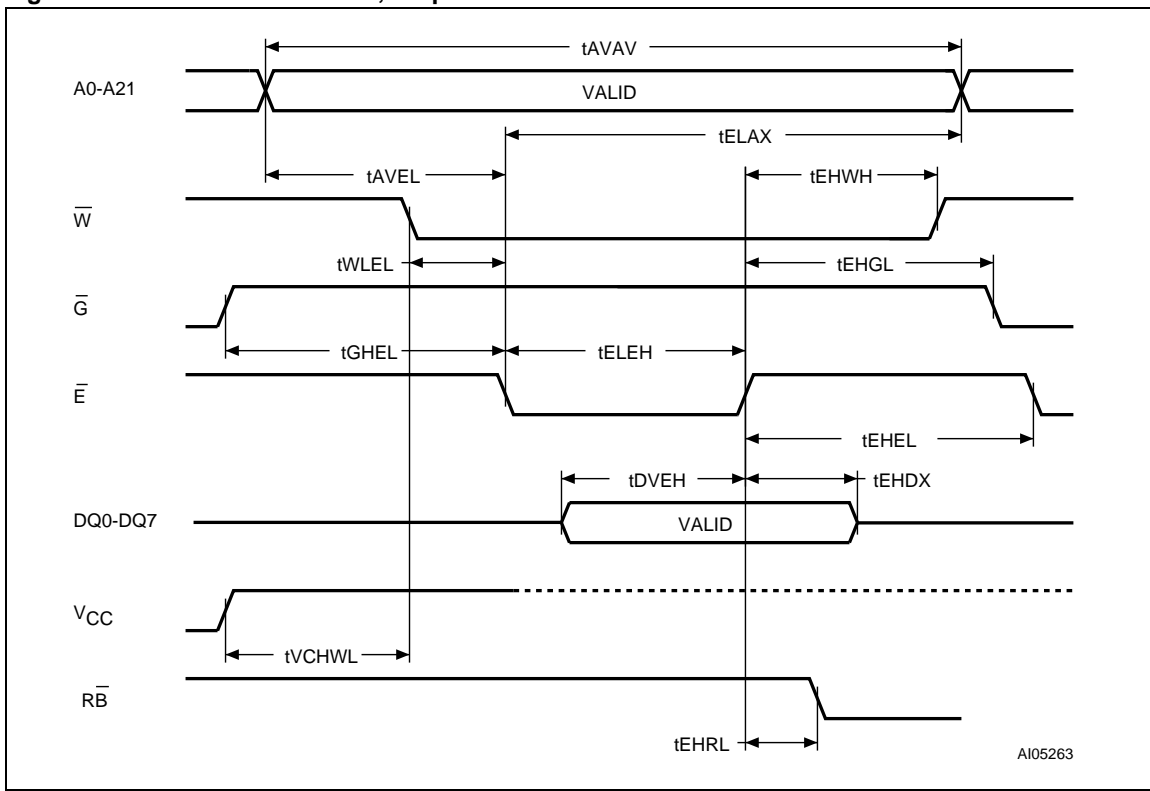 tAVAV
A0-A21
VALID
tELAX
tAVEL
tEHWH
W̅
tWLEL
tEHGL
G̅
tGHEL
tELEH
E̅
tEHEL
tDVEH
tEHDX
DQ0-DQ7
VALID
VCC
tVCHWL
RB̅
tEHRL
AI05263